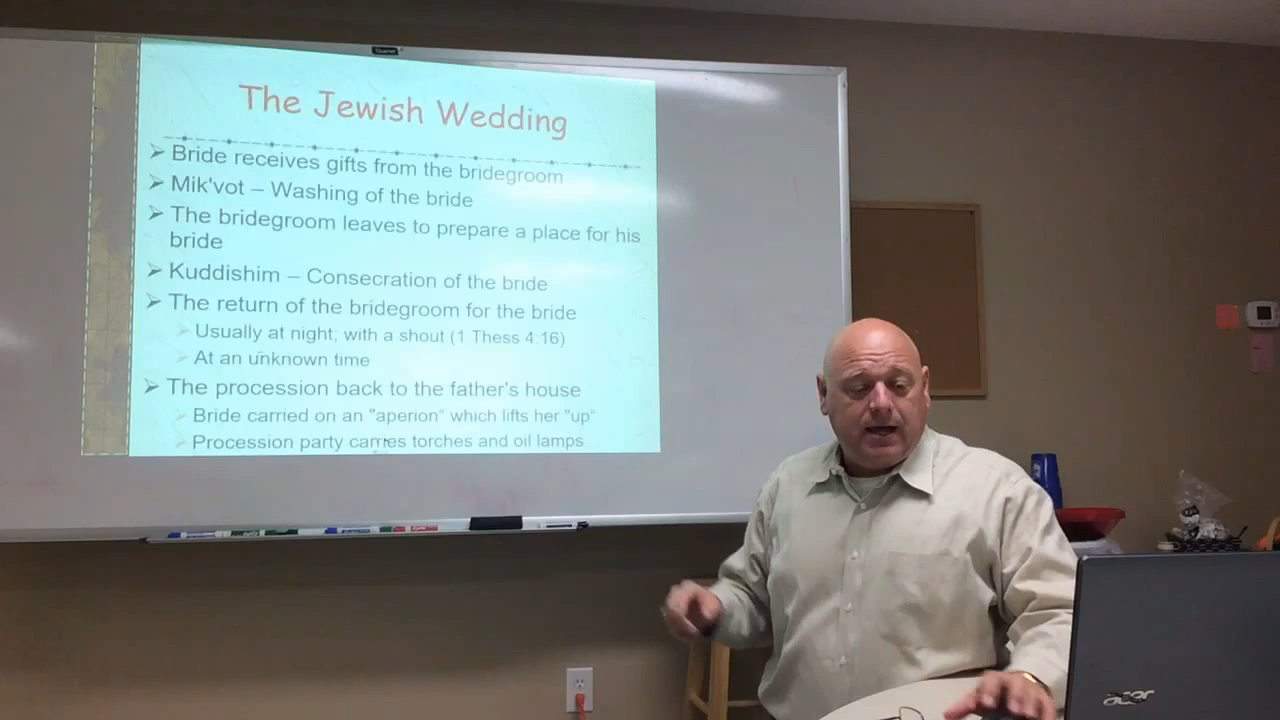 The Jewish Wedding
Bride receives gifts from the bridegroom
Mik'vot – Washing of the bride
The bridegroom leaves to prepare a place for his
bride
Kuddishim – Consecration of the bride
The return of the bridegroom for the bride
Usually at night; with a shout (1 Thess 4:16)
At an unknown time
The procession back to the father's house
Bride carried on an "aperion" which lifts her "up"
Procession party carries torches and oil lamps
acer